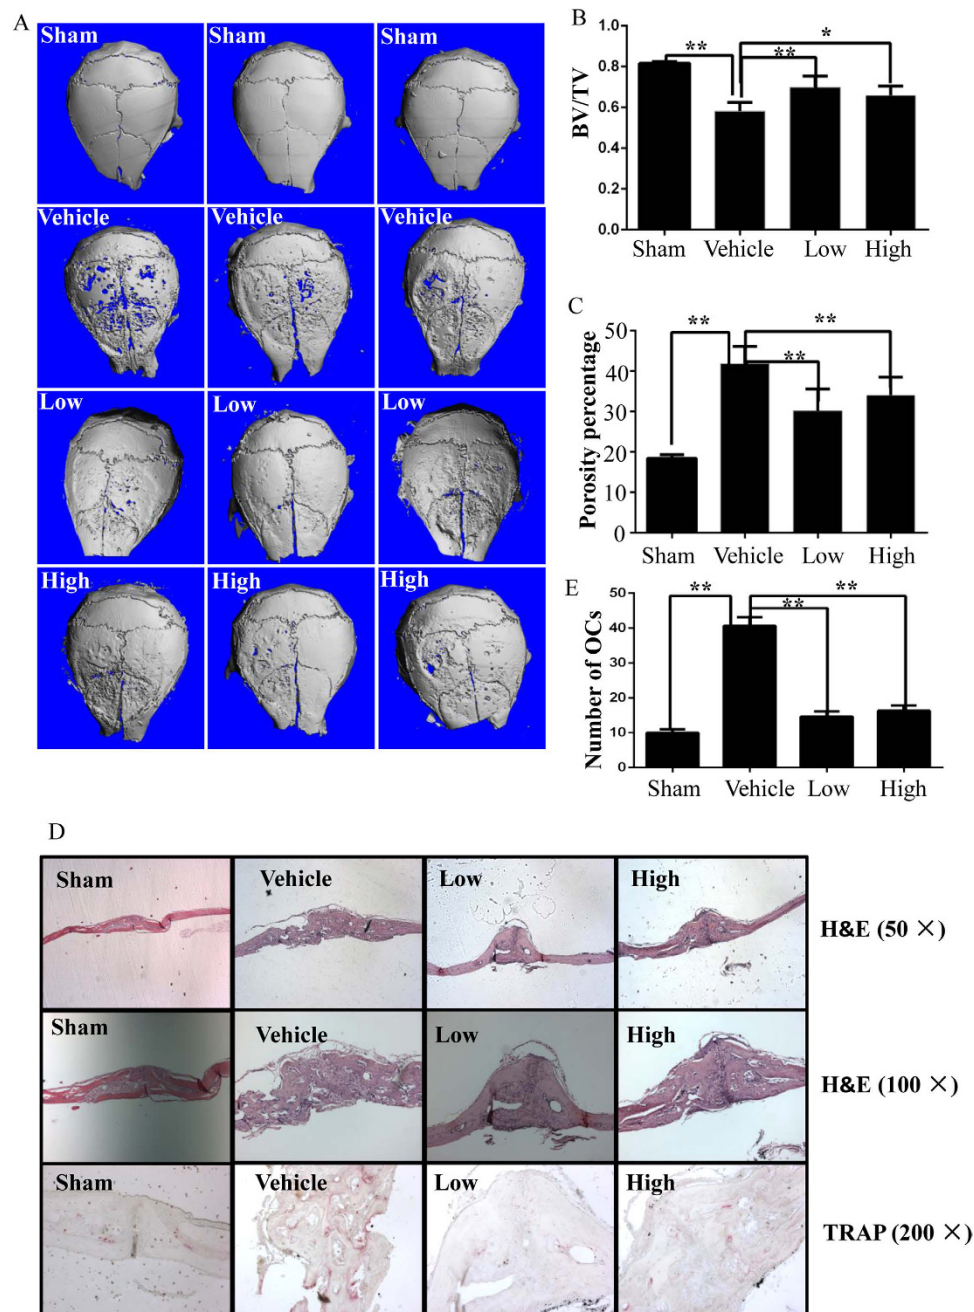 A
Sham
Sham
Sham
Vehicle
Vehicle
Vehicle
Low
Low
Low
High
High
High
B
BV/TV
0.8
0.6
0.4
0.2
0.0
**
**
*
Sham
Vehicle
Low
High
C
Porosity percentage
50
40
30
20
10
0
**
**
**
Sham
Vehicle
Low
High
E
Number of OCs
50
40
30
20
10
0
**
**
**
Sham
Vehicle
Low
High
D
Sham
Vehicle
Low
High
H&E (50 ×)
Sham
Vehicle
Low
High
H&E (100 ×)
Sham
Vehicle
Low
High
TRAP (200 ×)